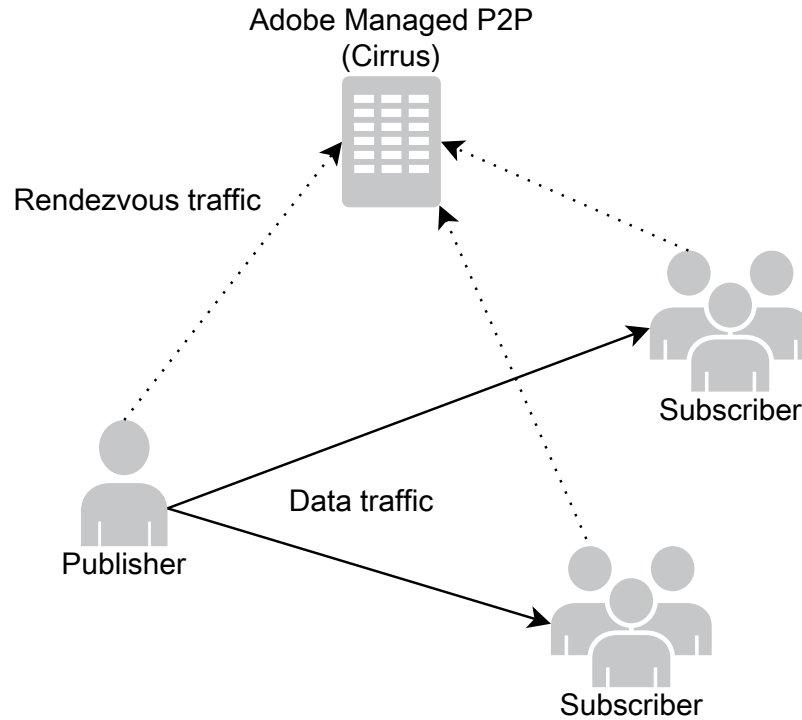 Adobe Managed P2P
(Cirrus)
Rendezvous traffic
Subscriber
Data traffic
Publisher
Subscriber